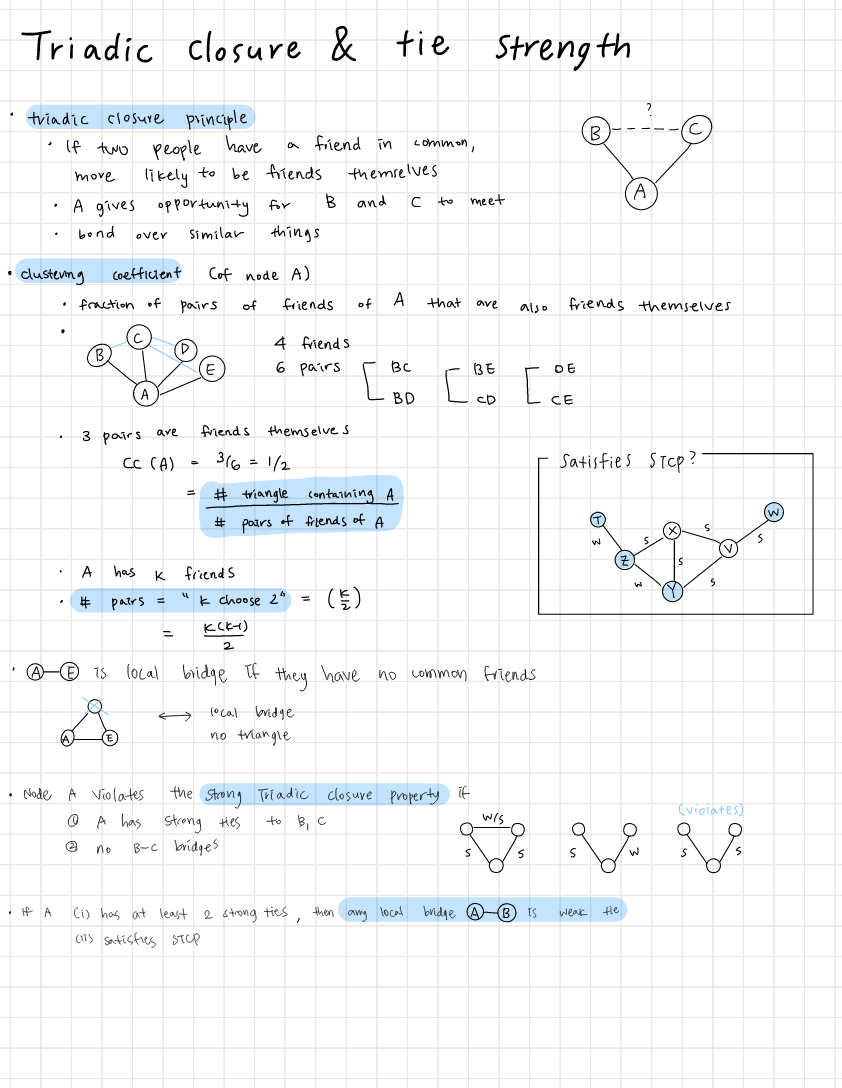 Triadic closure & tie strength
• triadic closure principle
• If two people have a friend in common,
more likely to be friends themselves
• A gives opportunity for B and C to meet
• bond over similar things
?
B C
A
• clustering coefficient (of node A)
• fraction of pairs of friends of A that are also friends themselves
•
B C D E
A
4 friends
6 pairs BC BE DE
BD CD CE
• 3 pairs are friends themselves
CC (A) = 3/6 = 1/2
= # triangle containing A
# pairs of friends of A
Satisfies STCP?
T X W
w s s s
Z s V
w Y s
• A has K friends
• # pairs = "K choose 2" = (K/2)
= K(K-1)
2
• A—E is local bridge if they have no common friends
A E
⟷ local bridge
no triangle
• Node A violates the strong Triadic closure property if
① A has strong ties to B, C
② no B-C bridges
w/s
s s
s w
(violates)
s s
• If A (i) has at least 2 strong ties, then any local bridge A—B is weak tie
(ii) satisfies STCP